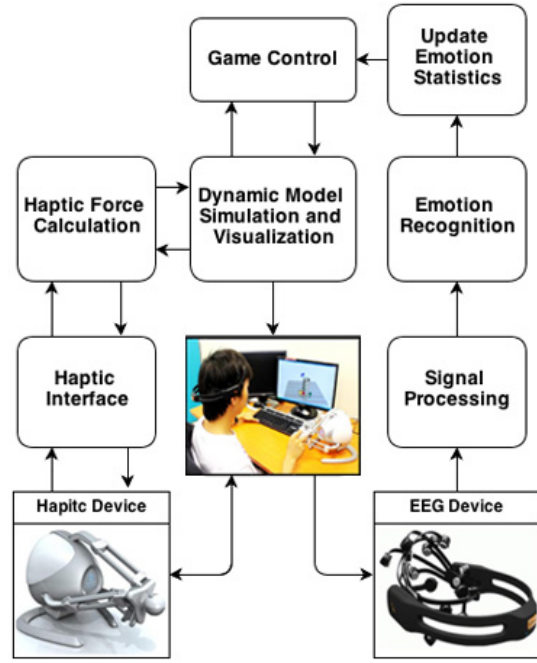 Game Control
Update
Emotion
Statistics
Haptic Force
Calculation
Dynamic Model
Simulation and
Visualization
Emotion
Recognition
Haptic
Interface
Signal
Processing
Hapitc Device
EEG Device